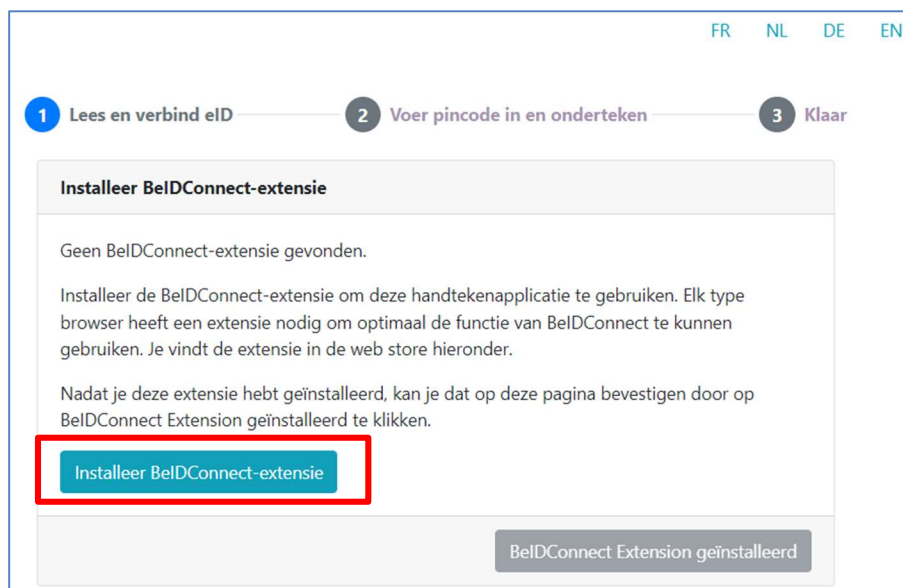 FR NL DE EN
1 Lees en verbind eID 2 Voer pincode in en onderteken 3 Klaar
Installeer BeIDConnect-extensie
Geen BeIDConnect-extensie gevonden.
Installeer de BeIDConnect-extensie om deze handtekenapplicatie te gebruiken. Elk type
browser heeft een extensie nodig om optimaal de functie van BeIDConnect te kunnen
gebruiken. Je vindt de extensie in de web store hieronder.
Nadat je deze extensie hebt geïnstalleerd, kan je dat op deze pagina bevestigen door op
BeIDConnect Extension geïnstalleerd te klikken.
Installeer BeIDConnect-extensie
BeIDConnect Extension geïnstalleerd